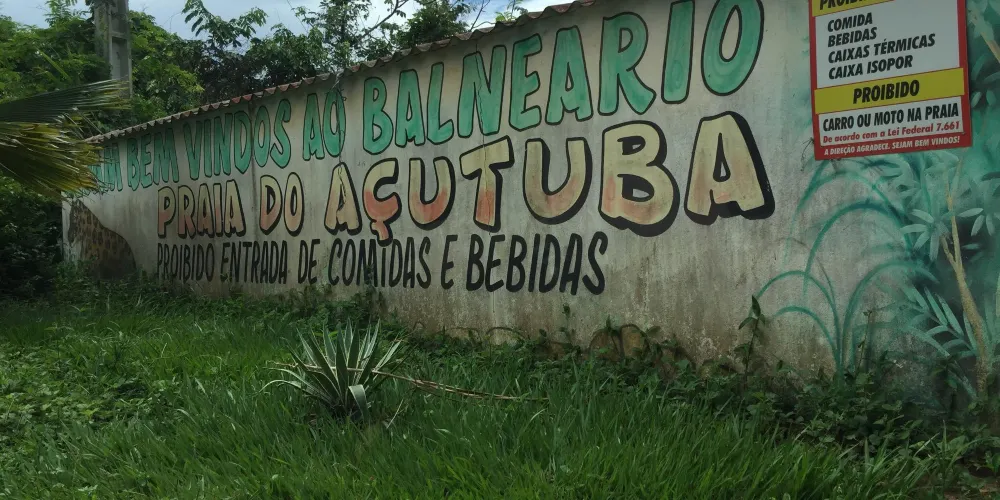 BEM VINDOS AO BALNEARIO
PRAIA DO AÇUTUBA
PROIBIDO ENTRADA DE COMIDAS E BEBIDAS
COMIDA
BEBIDAS
CAIXAS TÉRMICAS
CAIXA ISOPOR
PROIBIDO
CARRO OU MOTO NA PRAIA
De acordo com a Lei Federal 7.661
A DIREÇÃO AGRADECE. SEJAM BEM VINDOS!